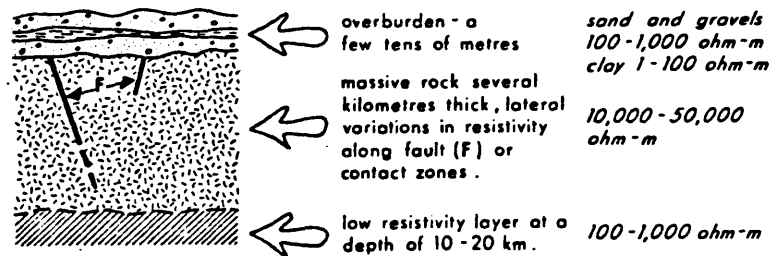 overburden - a
few tens of metres
sand and gravels
100-1,000 ohm-m
clay 1-100 ohm-m
F
massive rock several
kilometres thick, lateral
variations in resistivity
along fault (F) or
contact zones.
10,000-50,000
ohm-m
low resistivity layer at a
depth of 10-20 km.
100-1,000 ohm-m